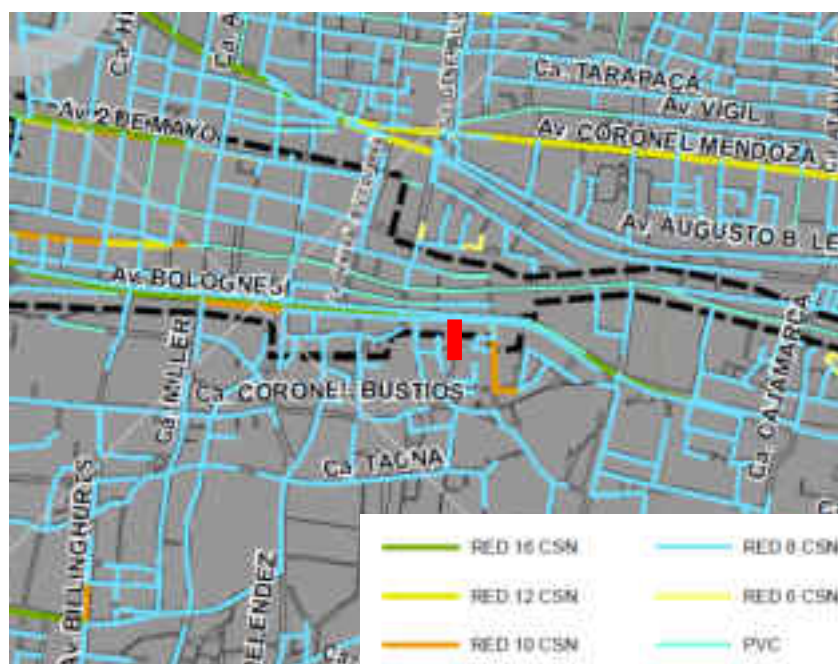 Ca. TARAPACA
Av. VIGIL
Av. 2 DE MAYO
Av. CORONEL MENDOZA
Av. AUGUSTO B. LE
Av. BOLOGNESI
Ca. MILLER
Ca. CORONEL BUSTIOS
Ca. CAJAMARCA
Ca. TACNA
Av. BILLINGHURTS
ELENDEZ
RED 16 CSN
RED 8 CSN
RED 12 CSN
RED 6 CSN
RED 10 CSN
PVC